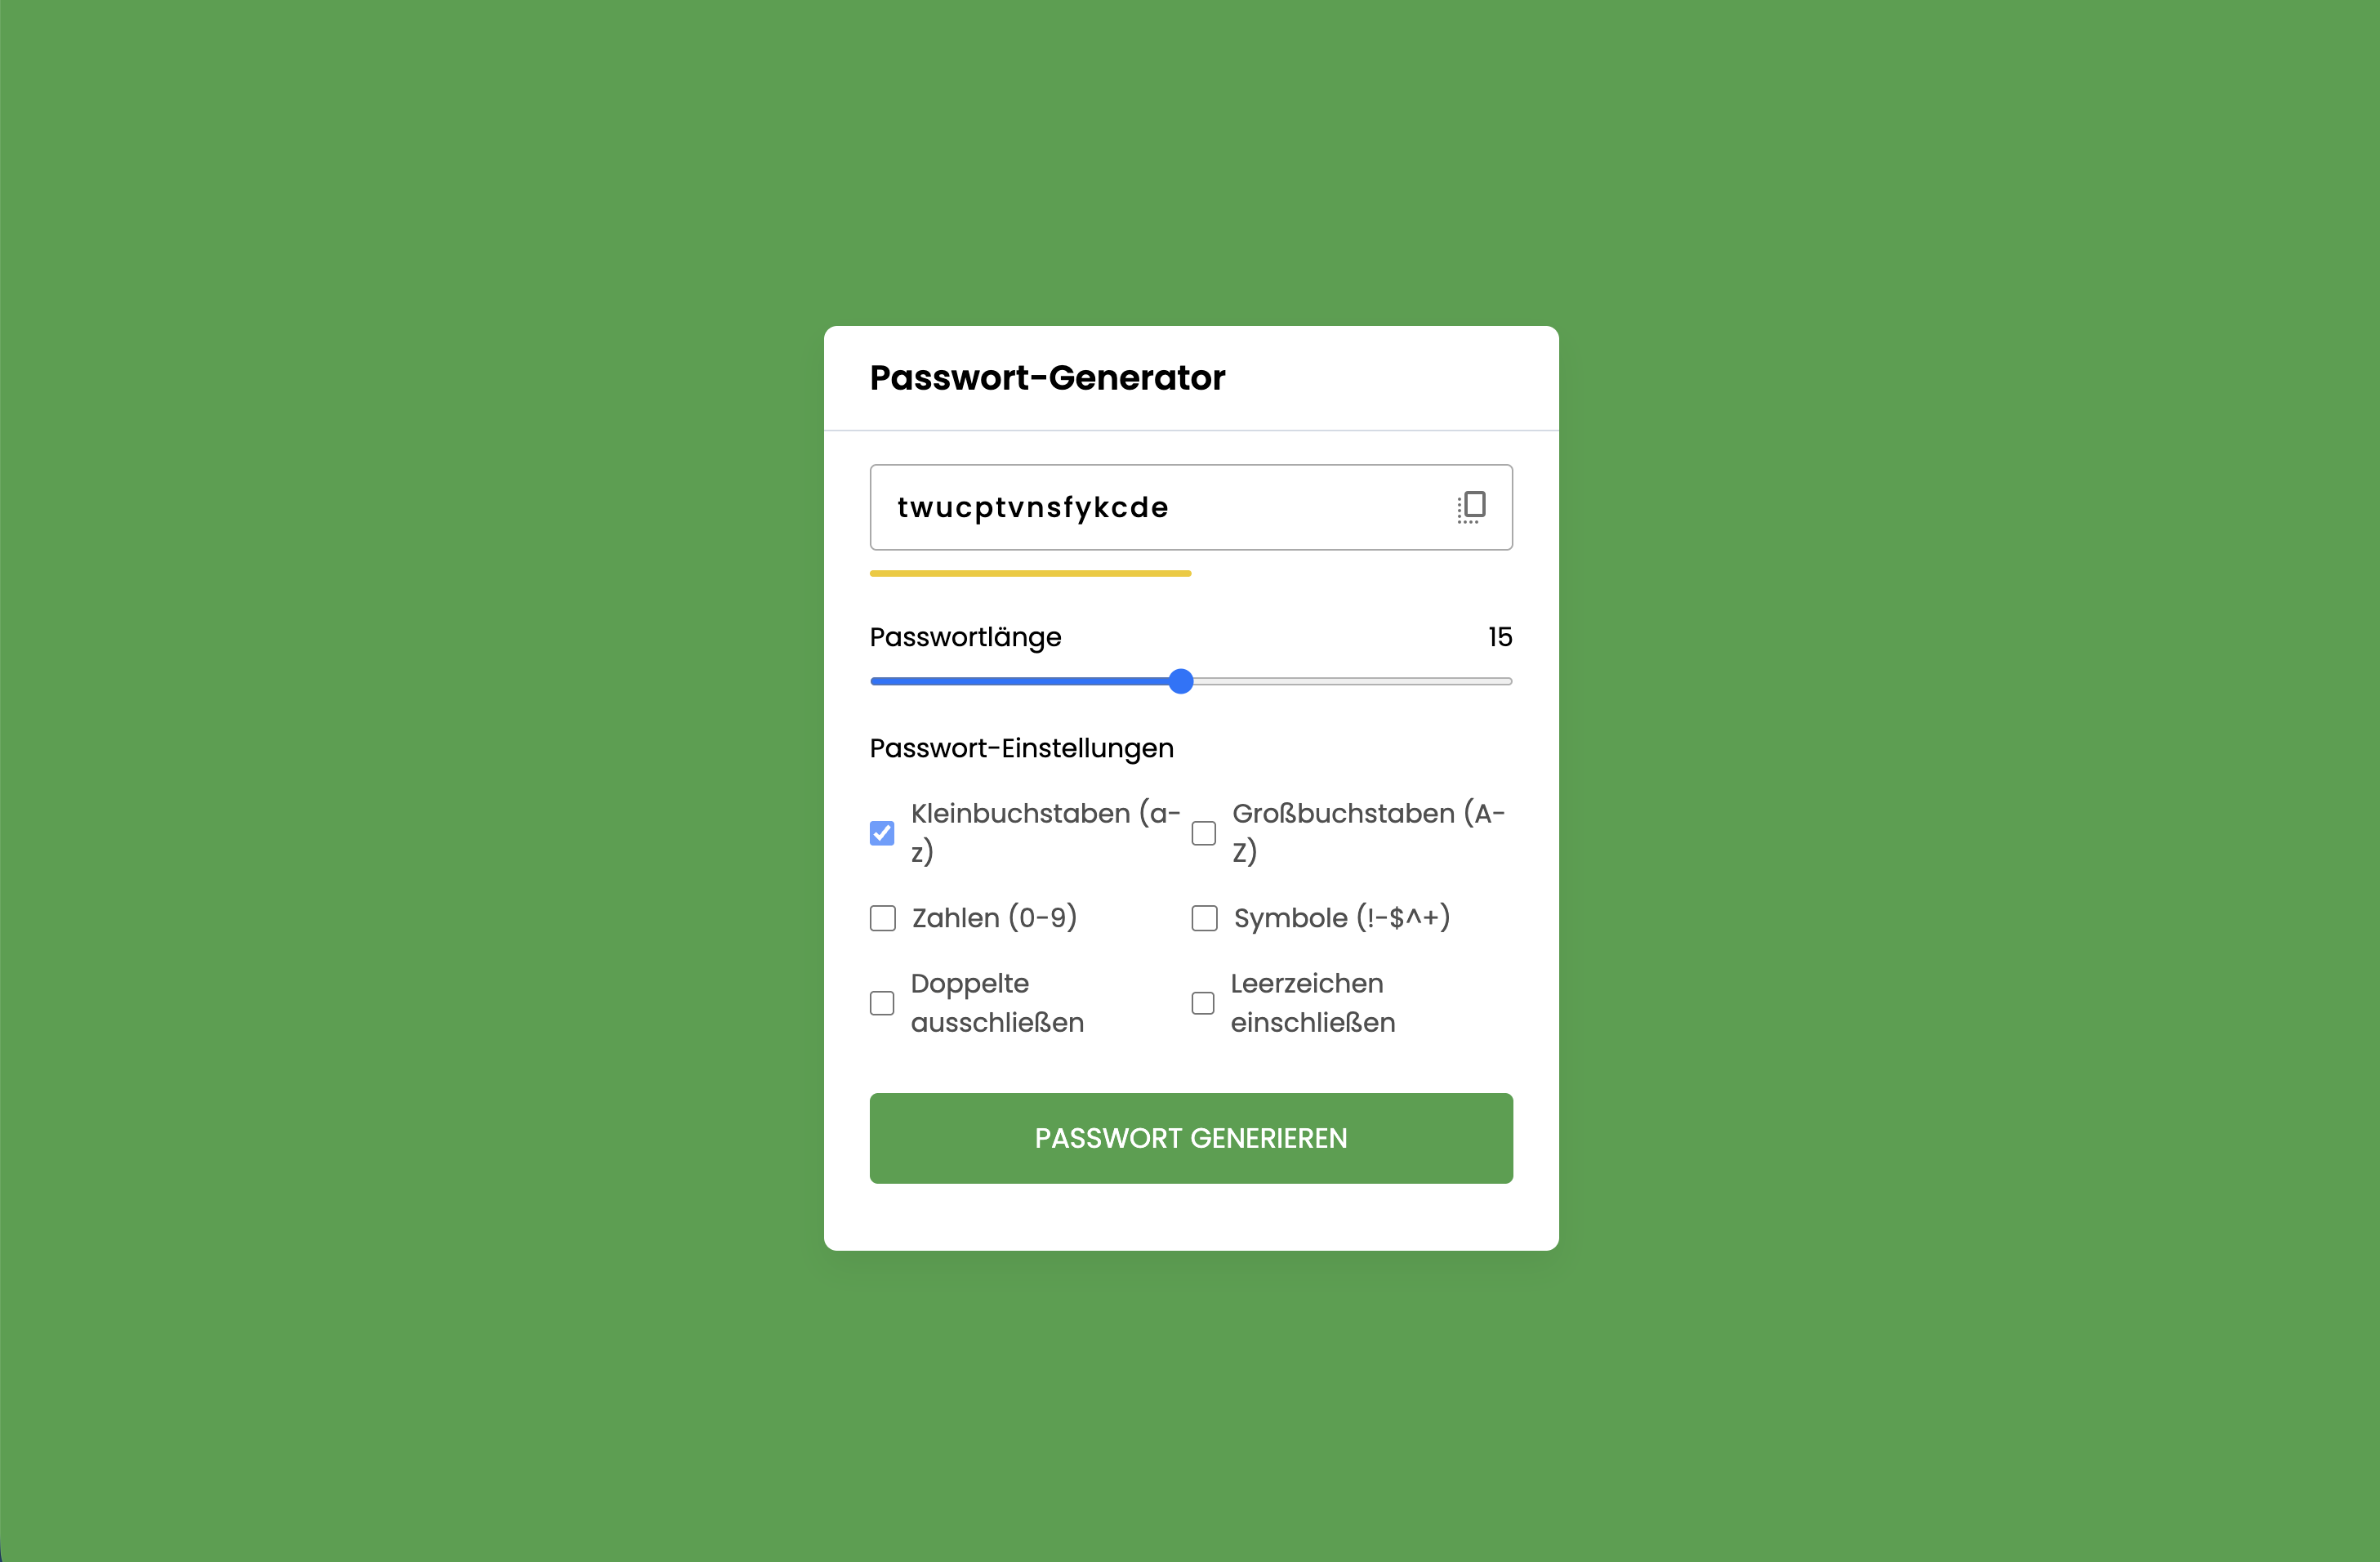 Passwort-Generator
twucptvnsfykcde
Passwortlänge 15
Passwort-Einstellungen
Kleinbuchstaben (a-
z)
Großbuchstaben (A-
Z)
Zahlen (0-9)
Symbole (!-$^+)
Doppelte
ausschließen
Leerzeichen
einschließen
PASSWORT GENERIEREN